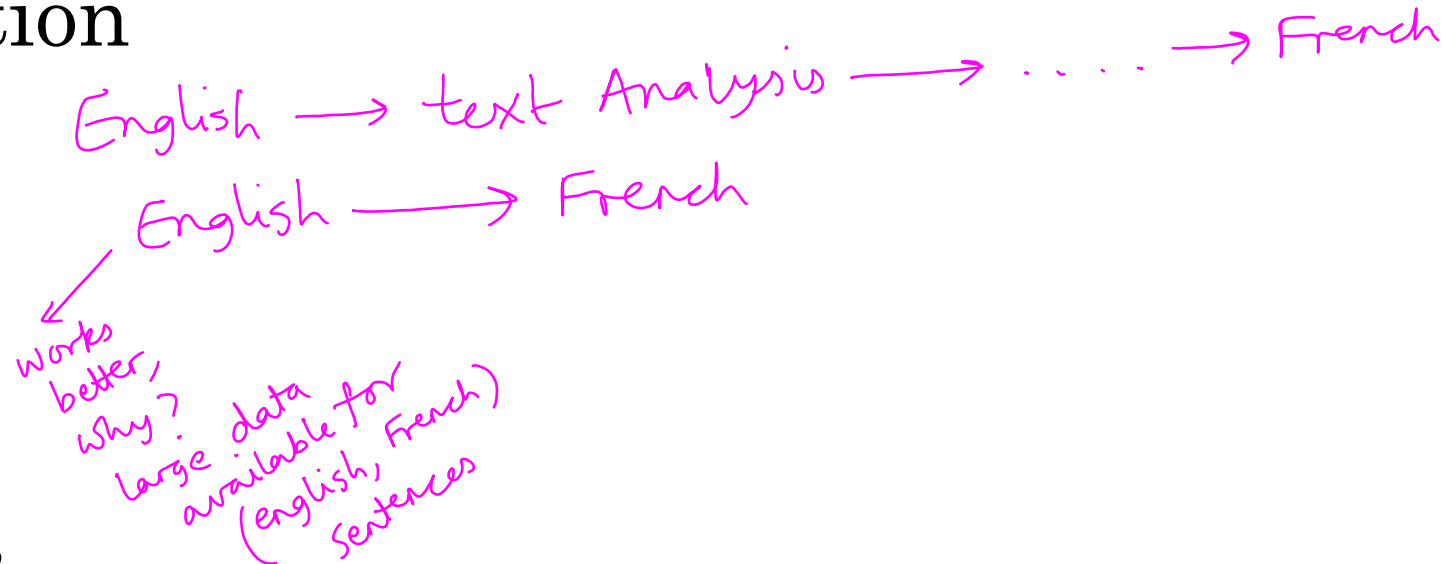 tion
English → text Analysis → . . . . . → French
English → French
works
better,
why?
large data
available for
(english, French)
sentences